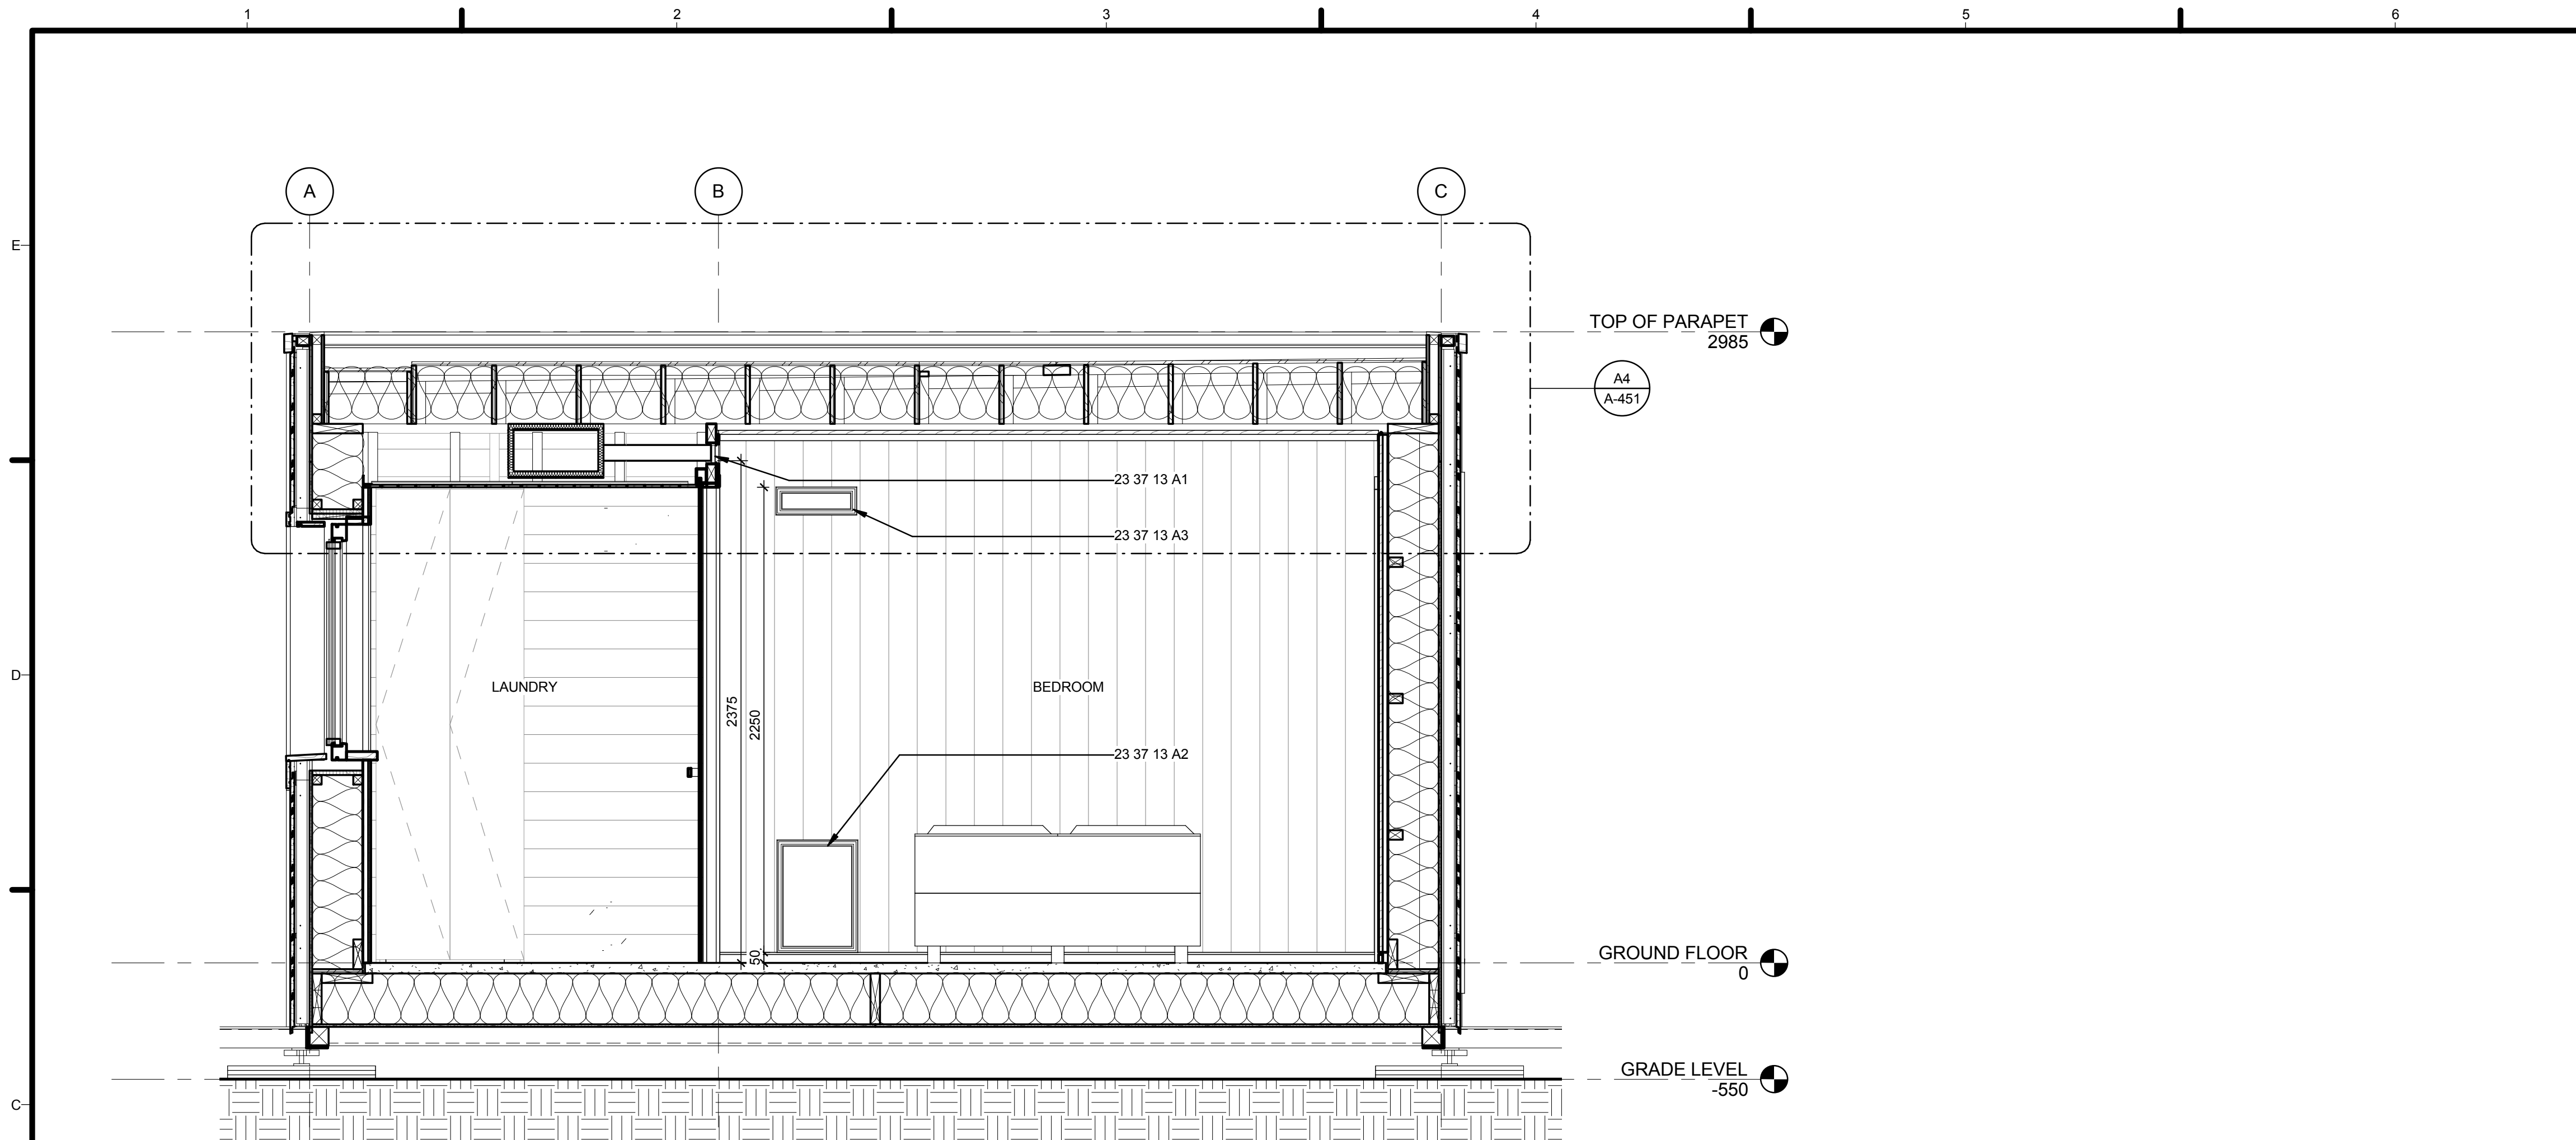 1 2 3 4 5 6
A B C
E
TOP OF PARAPET
2985
A4
A-451
23 37 13 A1
23 37 13 A3
D
LAUNDRY
BEDROOM
2375
2250
23 37 13 A2
50
GROUND FLOOR
0
GRADE LEVEL
-550
C